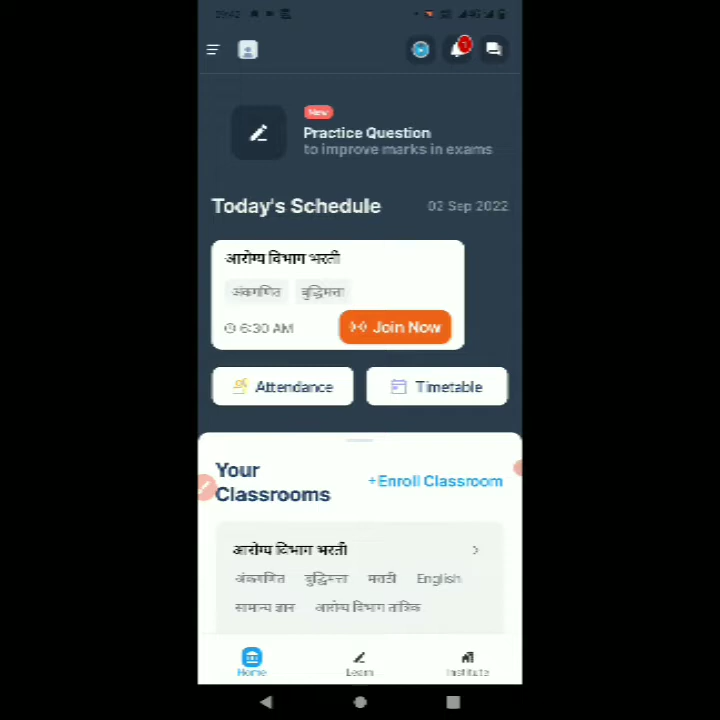 New
Practice Question
to improve marks in exams
Today's Schedule 02 Sep 2022
आरोग्य विभाग भरती
अंकगणित बुद्धिमत्ता
6:30 AM Join Now
Attendance Timetable
Your
Classrooms
+Enroll Classroom
आरोग्य विभाग भरती
अंकगणित बुद्धिमत्ता मराठी English
सामान्य ज्ञान आरोग्य विभाग तांत्रिक
Home Learn Institute